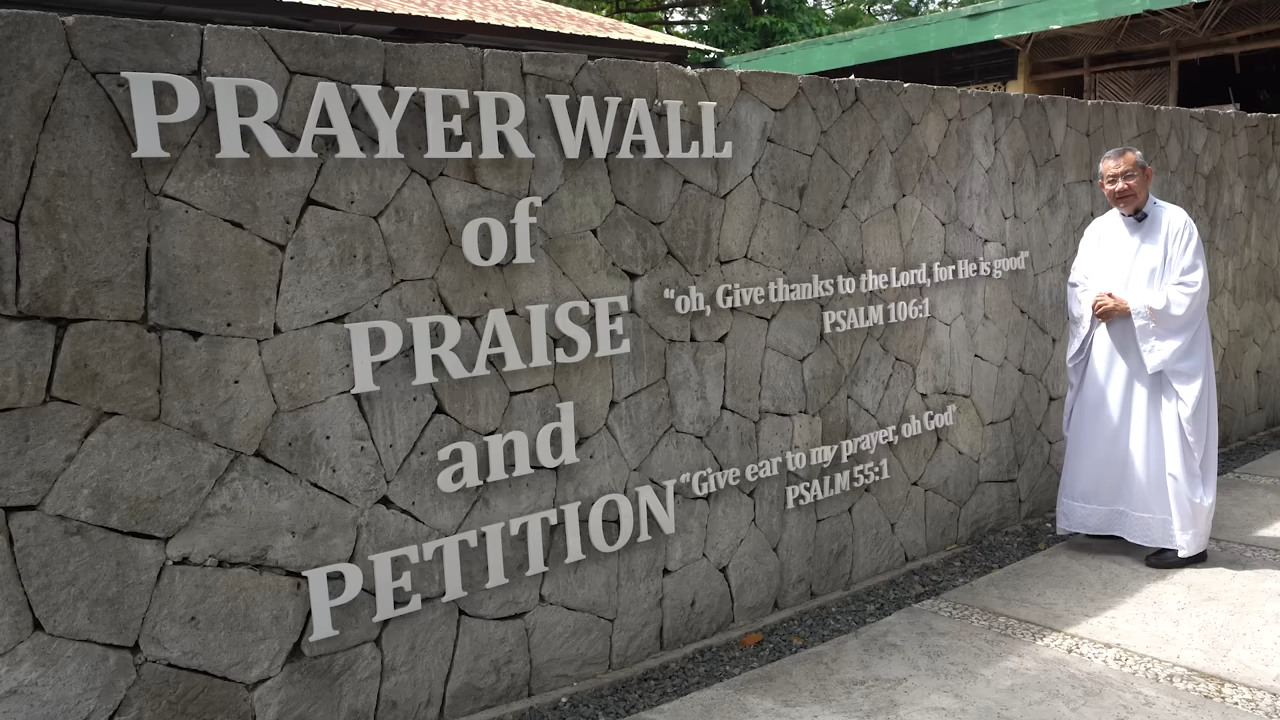 PRAYER WALL
of
PRAISE
and
PETITION
"oh, Give thanks to the Lord, for He is good"
PSALM 106:1
"Give ear to my prayer, oh God"
PSALM 55:1